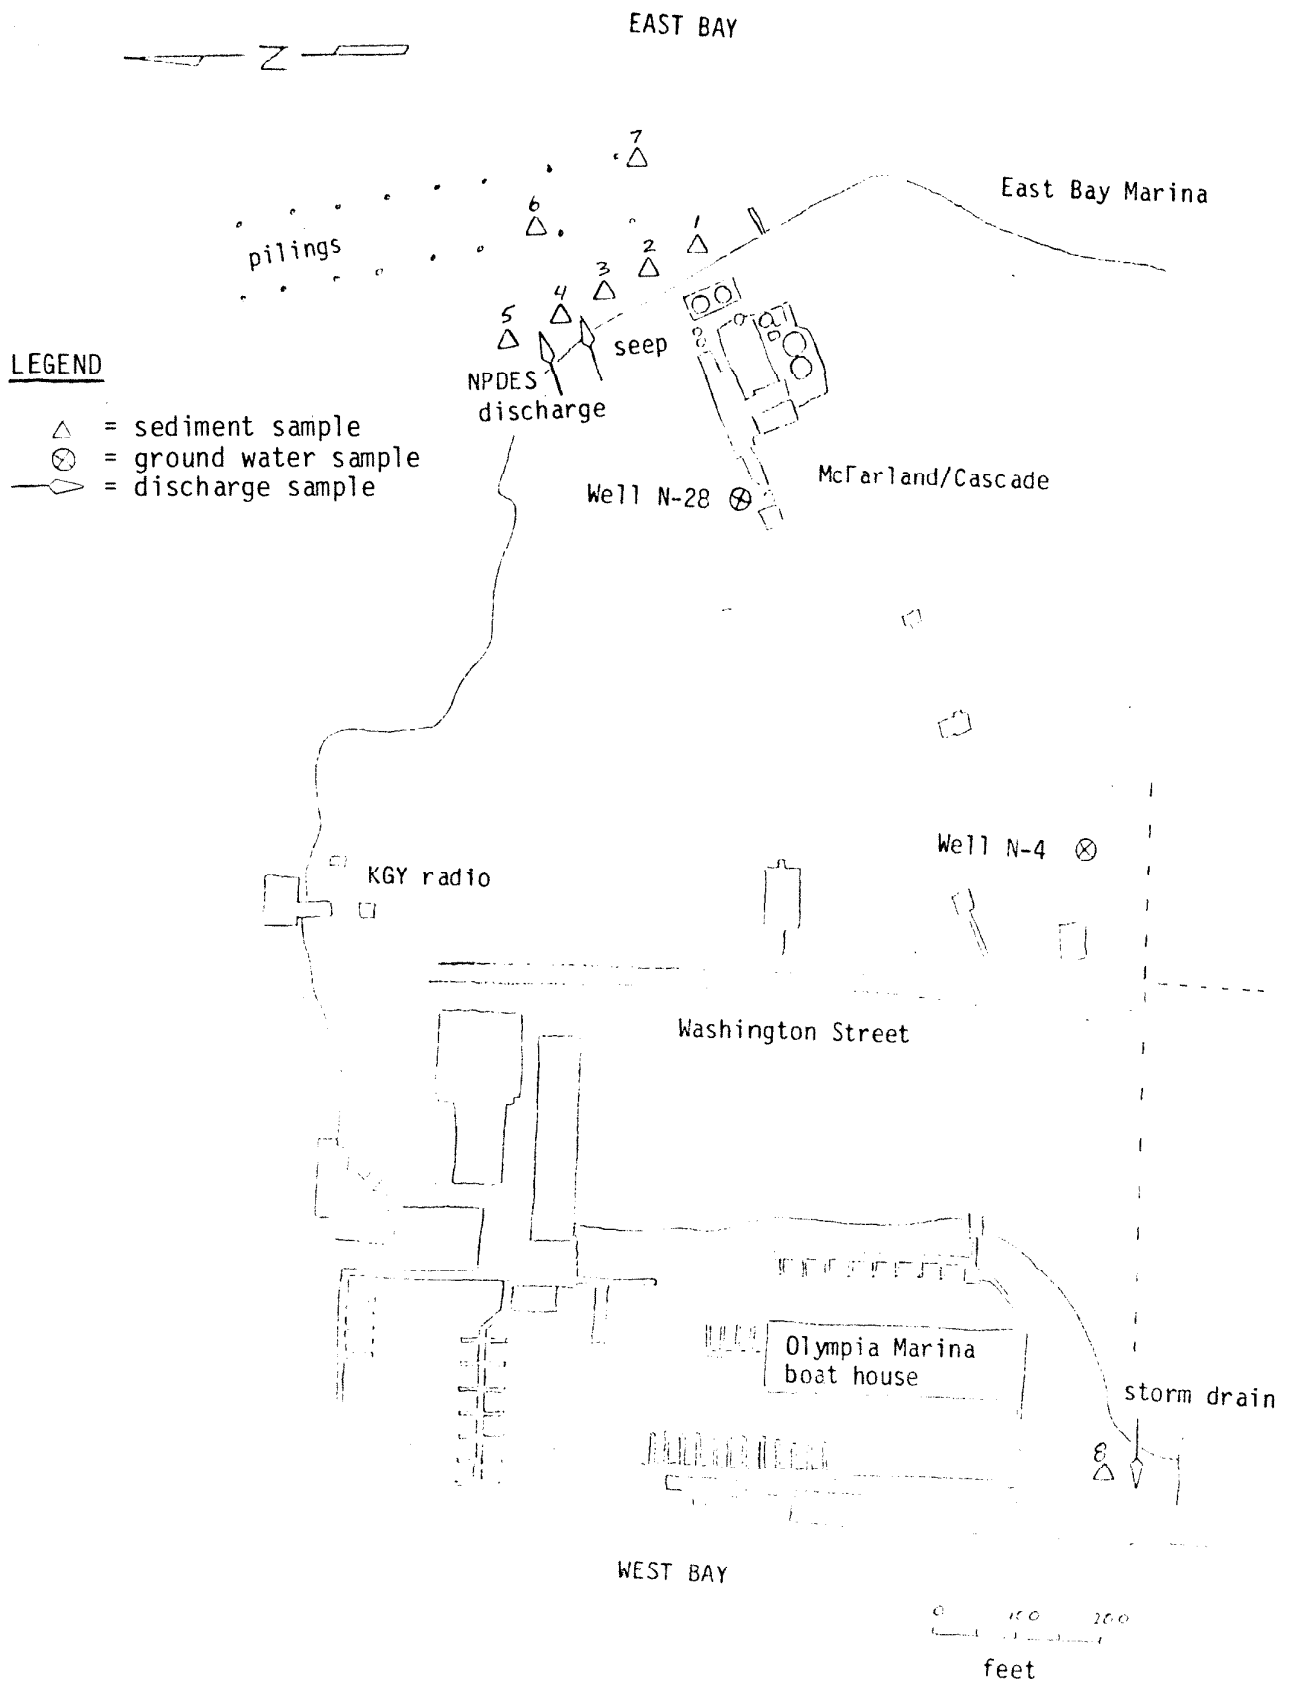 EAST BAY
Z
7
East Bay Marina
6
1
pilings
2
3
4
5
seep
LEGEND
NPDES
discharge
△ = sediment sample
⊗ = ground water sample
= discharge sample
McFarland/Cascade
Well N-28
Well N-4
KGY radio
Washington Street
Olympia Marina
boat house
storm drain
8
WEST BAY
0 100 200
feet